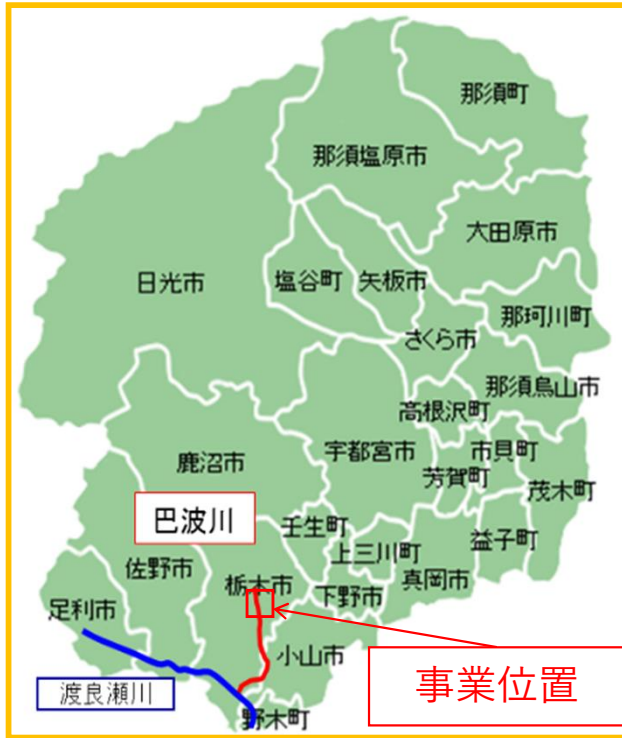 那須町
那須塩原市
大田原市
日光市
塩谷町
矢板市
那珂川町
さくら市
那須烏山市
高根沢町
宇都宮市
市貝町
鹿沼市
芳賀町
茂木町
巴波川
壬生町
上三川町
益子町
佐野市
真岡市
栃木市
下野市
足利市
小山市
渡良瀬川
事業位置
野木町